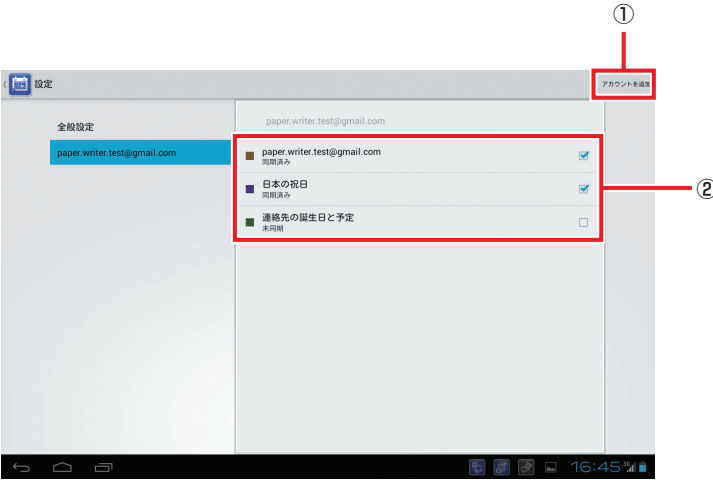 ①
設定
アカウントを追加
全般設定
paper.writer.test@gmail.com
paper.writer.test@gmail.com
paper.writer.test@gmail.com
同期済み
②
日本の祝日
同期済み
連絡先の誕生日と予定
未同期
16:45
3G